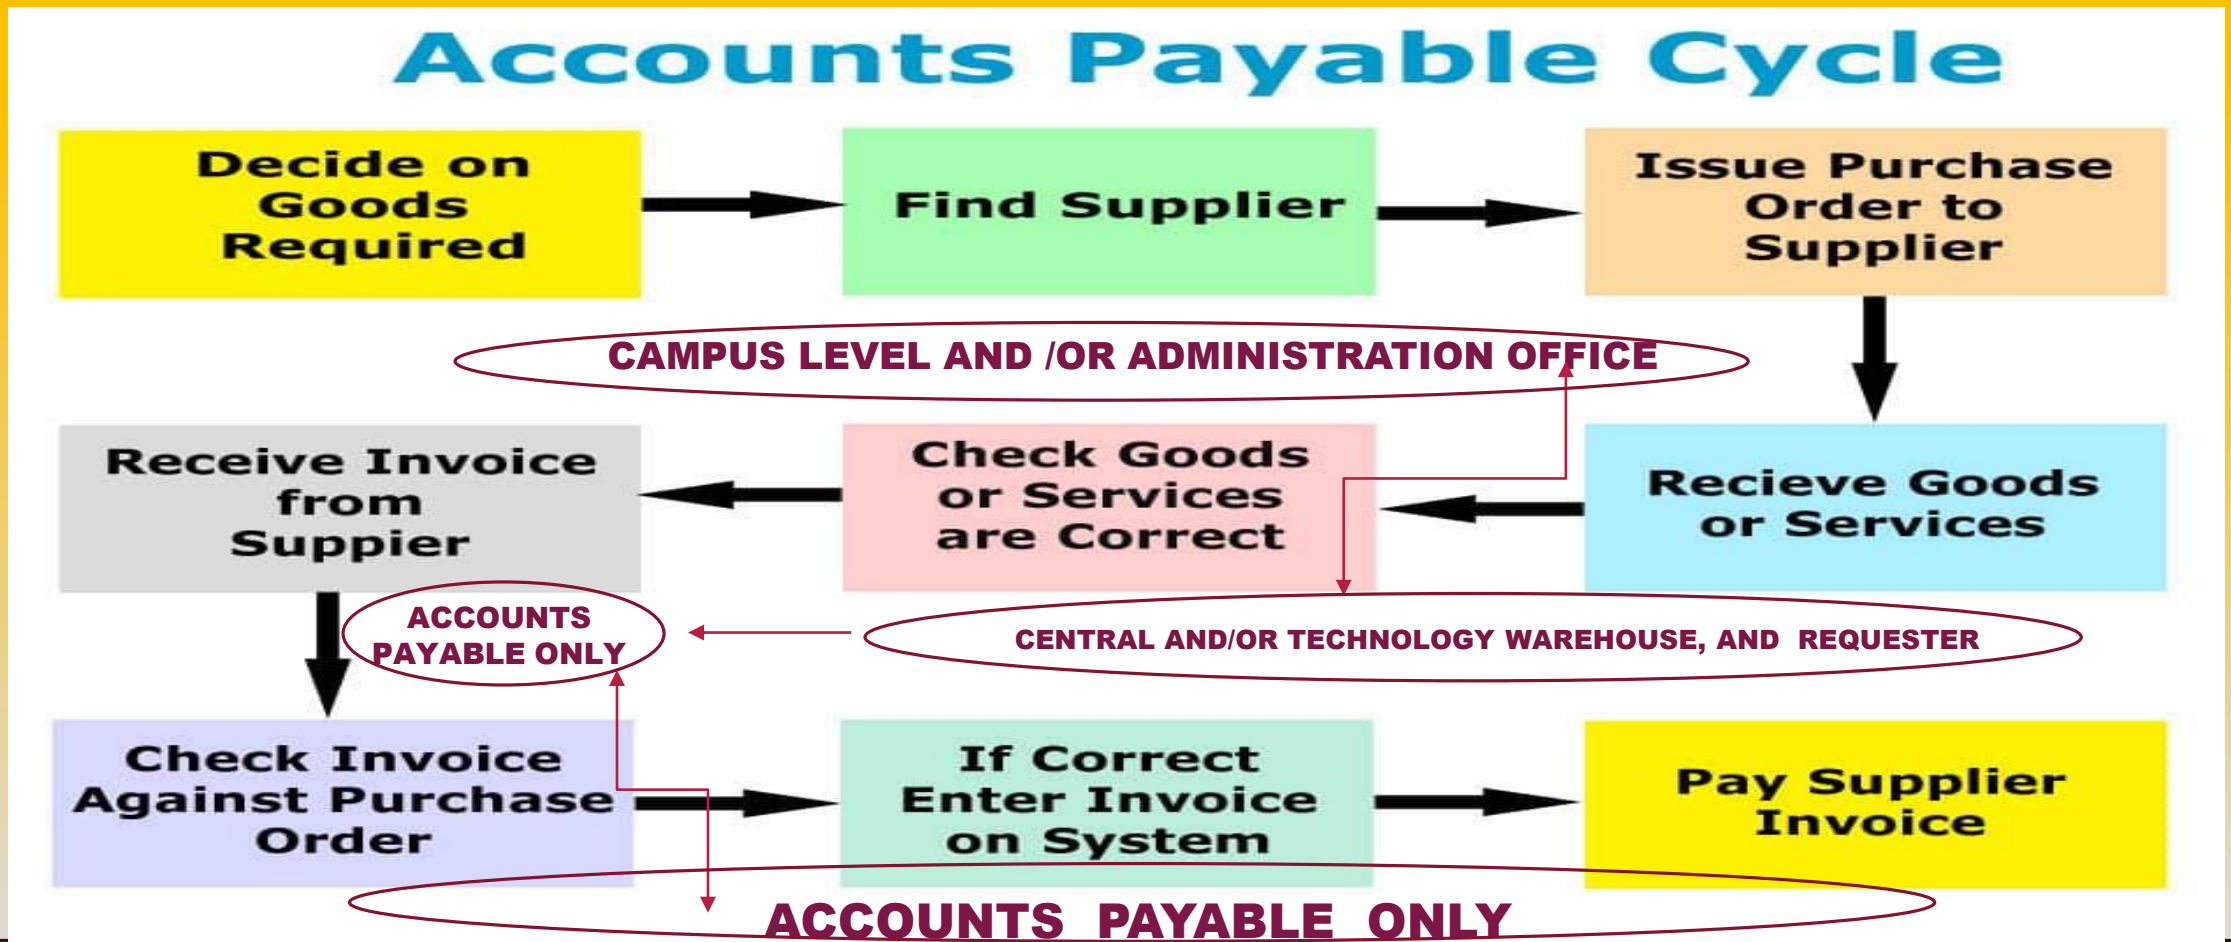 Accounts Payable Cycle
Decide on
Goods
Required
Find Supplier
Issue Purchase
Order to
Supplier
CAMPUS LEVEL AND /OR ADMINISTRATION OFFICE
Recieve Goods
or Services
Check Goods
or Services
are Correct
Receive Invoice
from
Suppier
ACCOUNTS
PAYABLE ONLY
CENTRAL AND/OR TECHNOLOGY WAREHOUSE, AND REQUESTER
Check Invoice
Against Purchase
Order
If Correct
Enter Invoice
on System
Pay Supplier
Invoice
ACCOUNTS PAYABLE ONLY